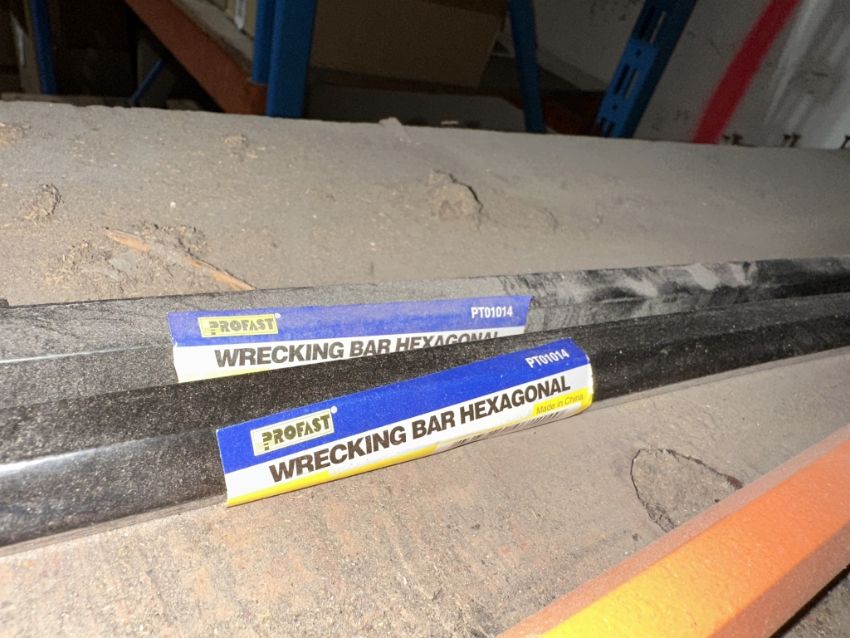 PROFAST®
PT01014
WRECKING BAR HEXAGONAL
PROFAST®
PT01014
WRECKING BAR HEXAGONAL
Made in China